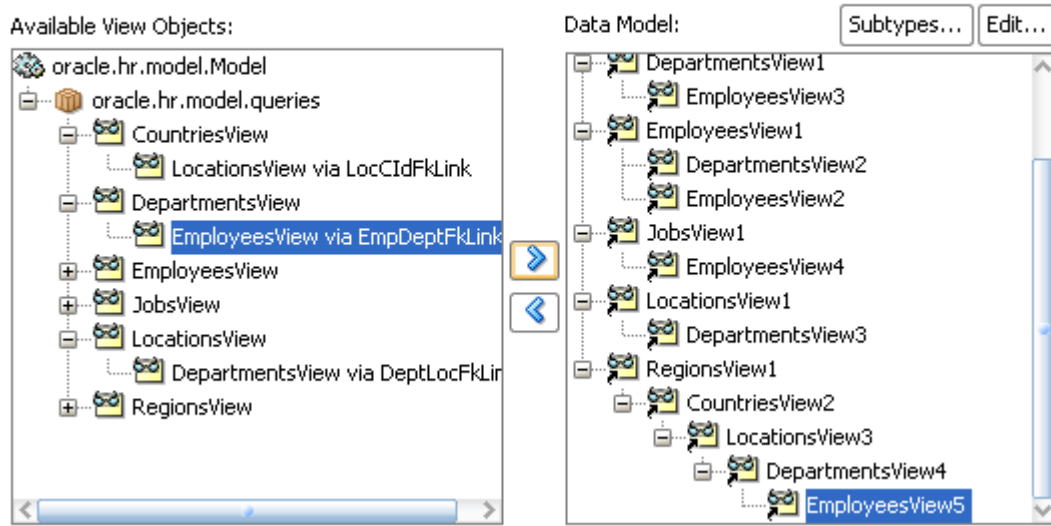 Available View Objects:
oracle.hr.model.Model
oracle.hr.model.queries
CountriesView
LocationsView via LocCIdFkLink
DepartmentsView
EmployeesView via EmpDeptFkLink
EmployeesView
JobsView
LocationsView
DepartmentsView via DeptLocFkLin
RegionsView
Data Model:
Subtypes...
Edit...
DepartmentsView1
EmployeesView3
EmployeesView1
DepartmentsView2
EmployeesView2
JobsView1
EmployeesView4
LocationsView1
DepartmentsView3
RegionsView1
CountriesView2
LocationsView3
DepartmentsView4
EmployeesView5